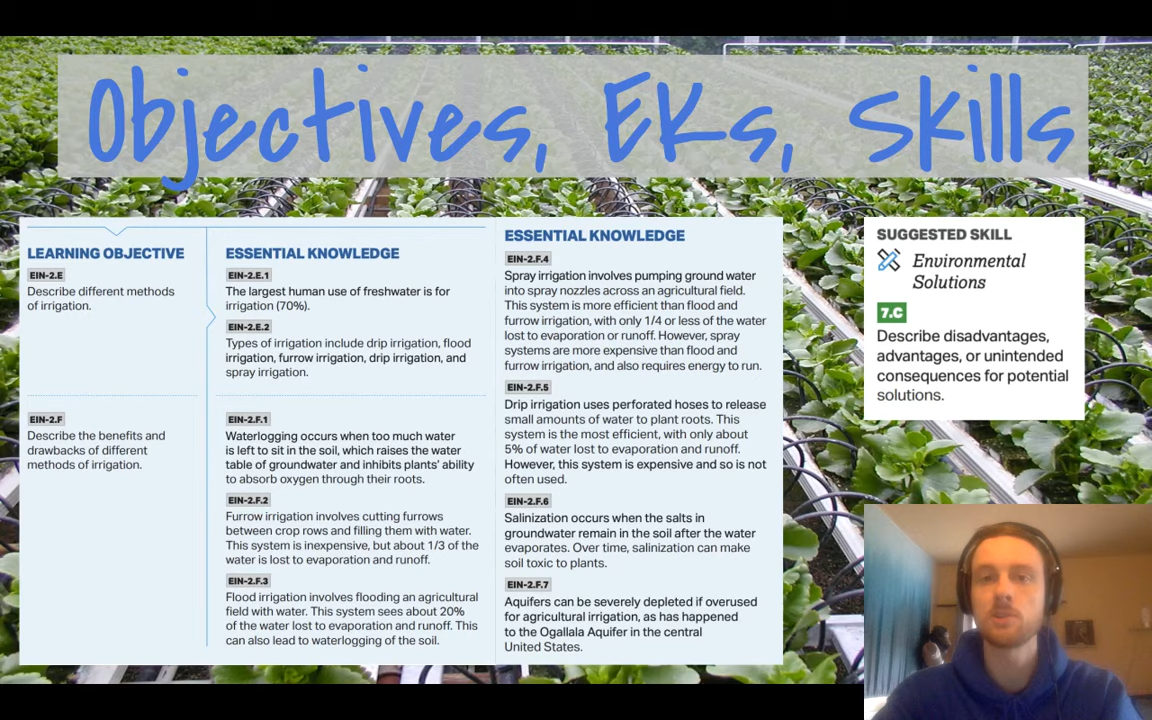 Objectives, EKs, Skills
LEARNING OBJECTIVE
EIN-2.E
Describe different methods
of irrigation.
EIN-2.F
Describe the benefits and
drawbacks of different
methods of irrigation.
ESSENTIAL KNOWLEDGE
EIN-2.E.1
The largest human use of freshwater is for
irrigation (70%).
EIN-2.E.2
Types of irrigation include drip irrigation, flood
irrigation, furrow irrigation, drip irrigation, and
spray irrigation.
EIN-2.F.1
Waterlogging occurs when too much water
is left to sit in the soil, which raises the water
table of groundwater and inhibits plants' ability
to absorb oxygen through their roots.
EIN-2.F.2
Furrow irrigation involves cutting furrows
between crop rows and filling them with water.
This system is inexpensive, but about 1/3 of the
water is lost to evaporation and runoff.
EIN-2.F.3
Flood irrigation involves flooding an agricultural
field with water. This system sees about 20%
of the water lost to evaporation and runoff. This
can also lead to waterlogging of the soil.
ESSENTIAL KNOWLEDGE
EIN-2.F.4
Spray irrigation involves pumping ground water
into spray nozzles across an agricultural field.
This system is more efficient than flood and
furrow irrigation, with only 1/4 or less of the water
lost to evaporation or runoff. However, spray
systems are more expensive than flood and
furrow irrigation, and also requires energy to run.
EIN-2.F.5
Drip irrigation uses perforated hoses to release
small amounts of water to plant roots. This
system is the most efficient, with only about
5% of water lost to evaporation and runoff.
However, this system is expensive and so is not
often used.
EIN-2.F.6
Salinization occurs when the salts in
groundwater remain in the soil after the water
evaporates. Over time, salinization can make
soil toxic to plants.
EIN-2.F.7
Aquifers can be severely depleted if overused
for agricultural irrigation, as has happened
to the Ogallala Aquifer in the central
United States.
SUGGESTED SKILL
Environmental
Solutions
7.C
Describe disadvantages,
advantages, or unintended
consequences for potential
solutions.